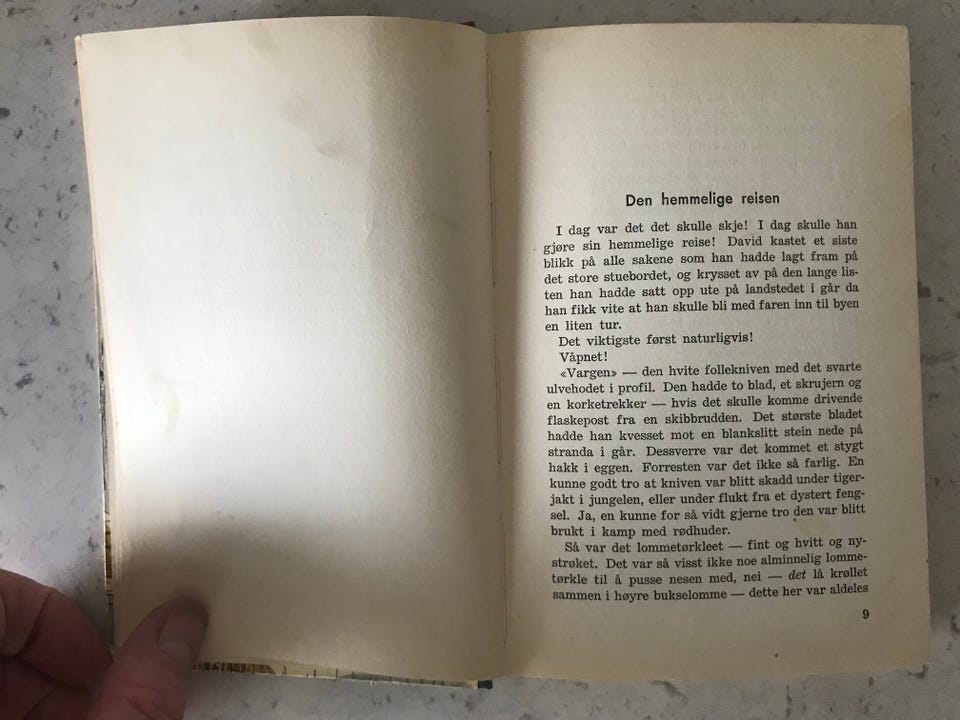 Den hemmelige reisen
I dag var det det skulle skje! I dag skulle han
gjøre sin hemmelige reise! David kastet et siste
blikk på alle sakene som han hadde lagt fram på
det store stuebordet, og krysset av på den lange lis-
ten han hadde satt opp ute på landstedet i går da
han fikk vite at han skulle bli med faren inn til byen
en liten tur.
Det viktigste først naturligvis!
Våpnet!
«Vargen» — den hvite follekniven med det svarte
ulvehodet i profil. Den hadde to blad, et skrujern og
en korketrekker — hvis det skulle komme drivende
flaskepost fra en skibbrudden. Det største bladet
hadde han kvesset mot en blankslitt stein nede på
stranda i går. Dessverre var det kommet et stygt
hakk i eggen. Forresten var det ikke så farlig. En
kunne godt tro at kniven var blitt skadd under tiger-
jakt i jungelen, eller under flukt fra et dystert feng-
sel. Ja, en kunne for så vidt gjerne tro den var blitt
brukt i kamp med rødhuder.
Så var det lommetørkleet — fint og hvitt og ny-
strøket. Det var så visst ikke noe alminnelig lomme-
tørkle til å pusse nesen med, nei — det lå krøllet
sammen i høyre bukselomme — dette her var aldeles
9